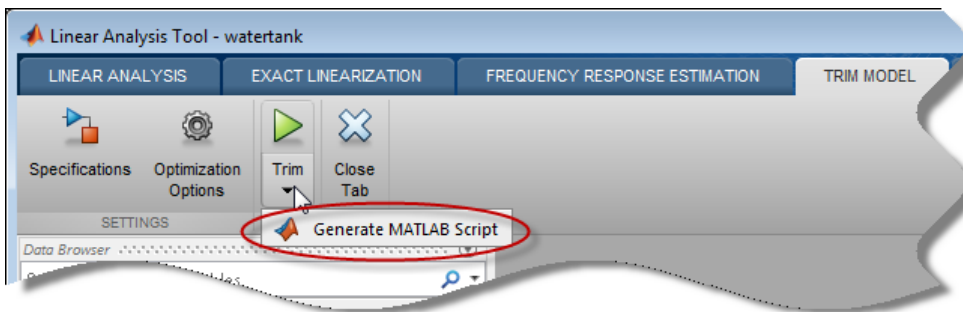 Linear Analysis Tool - watertank
LINEAR ANALYSIS EXACT LINEARIZATION FREQUENCY RESPONSE ESTIMATION TRIM MODEL
Specifications Optimization Options Trim Close Tab
SETTINGS
Generate MATLAB Script
Data Browser